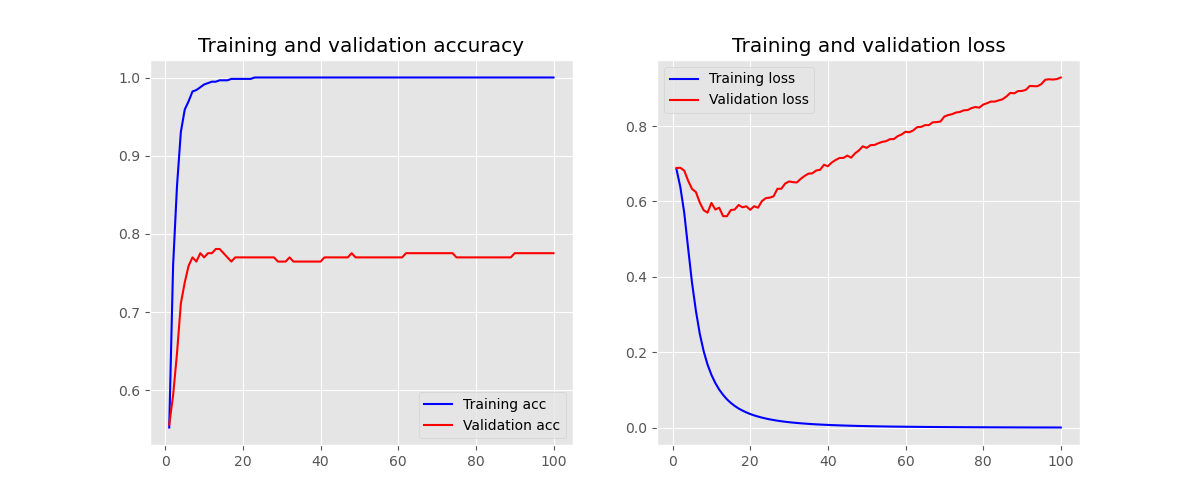 Training and validation accuracy
1.0
0.9
0.8
0.7
0.6
Training acc
Validation acc
0 20 40 60 80 100
Training and validation loss
Training loss
Validation loss
0.8
0.6
0.4
0.2
0.0
0 20 40 60 80 100